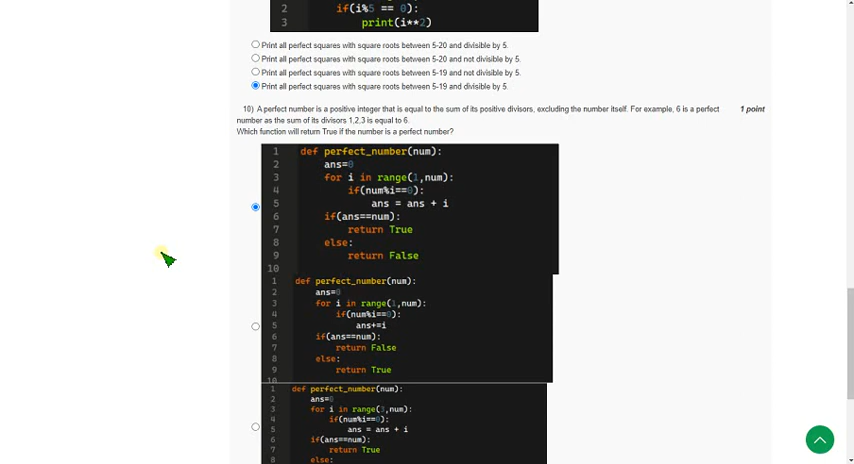 2 if(i%5 == 0):
3 print(i**2)
Print all perfect squares with square roots between 5-20 and divisible by 5.
Print all perfect squares with square roots between 5-20 and not divisible by 5.
Print all perfect squares with square roots between 5-19 and not divisible by 5.
Print all perfect squares with square roots between 5-19 and divisible by 5.
10) A perfect number is a positive integer that is equal to the sum of its positive divisors, excluding the number itself. For example, 6 is a perfect 1 point
number as the sum of its divisors 1,2,3 is equal to 6.
Which function will return True if the number is a perfect number?
1 def perfect_number(num):
2 ans=0
3 for i in range(1,num):
4 if(num%i==0):
5 ans = ans + i
6 if(ans==num):
7 return True
8 else:
9 return False
10
1 def perfect_number(num):
2 ans=0
3 for i in range(1,num):
4 if(num%i==0):
5 ans+=i
6 if(ans==num):
7 return False
8 else:
9 return True
10
1 def perfect_number(num):
2 ans=0
3 for i in range(3,num):
4 if(num%i==0):
5 ans = ans + i
6 if(ans==num):
7 return True
8 else: